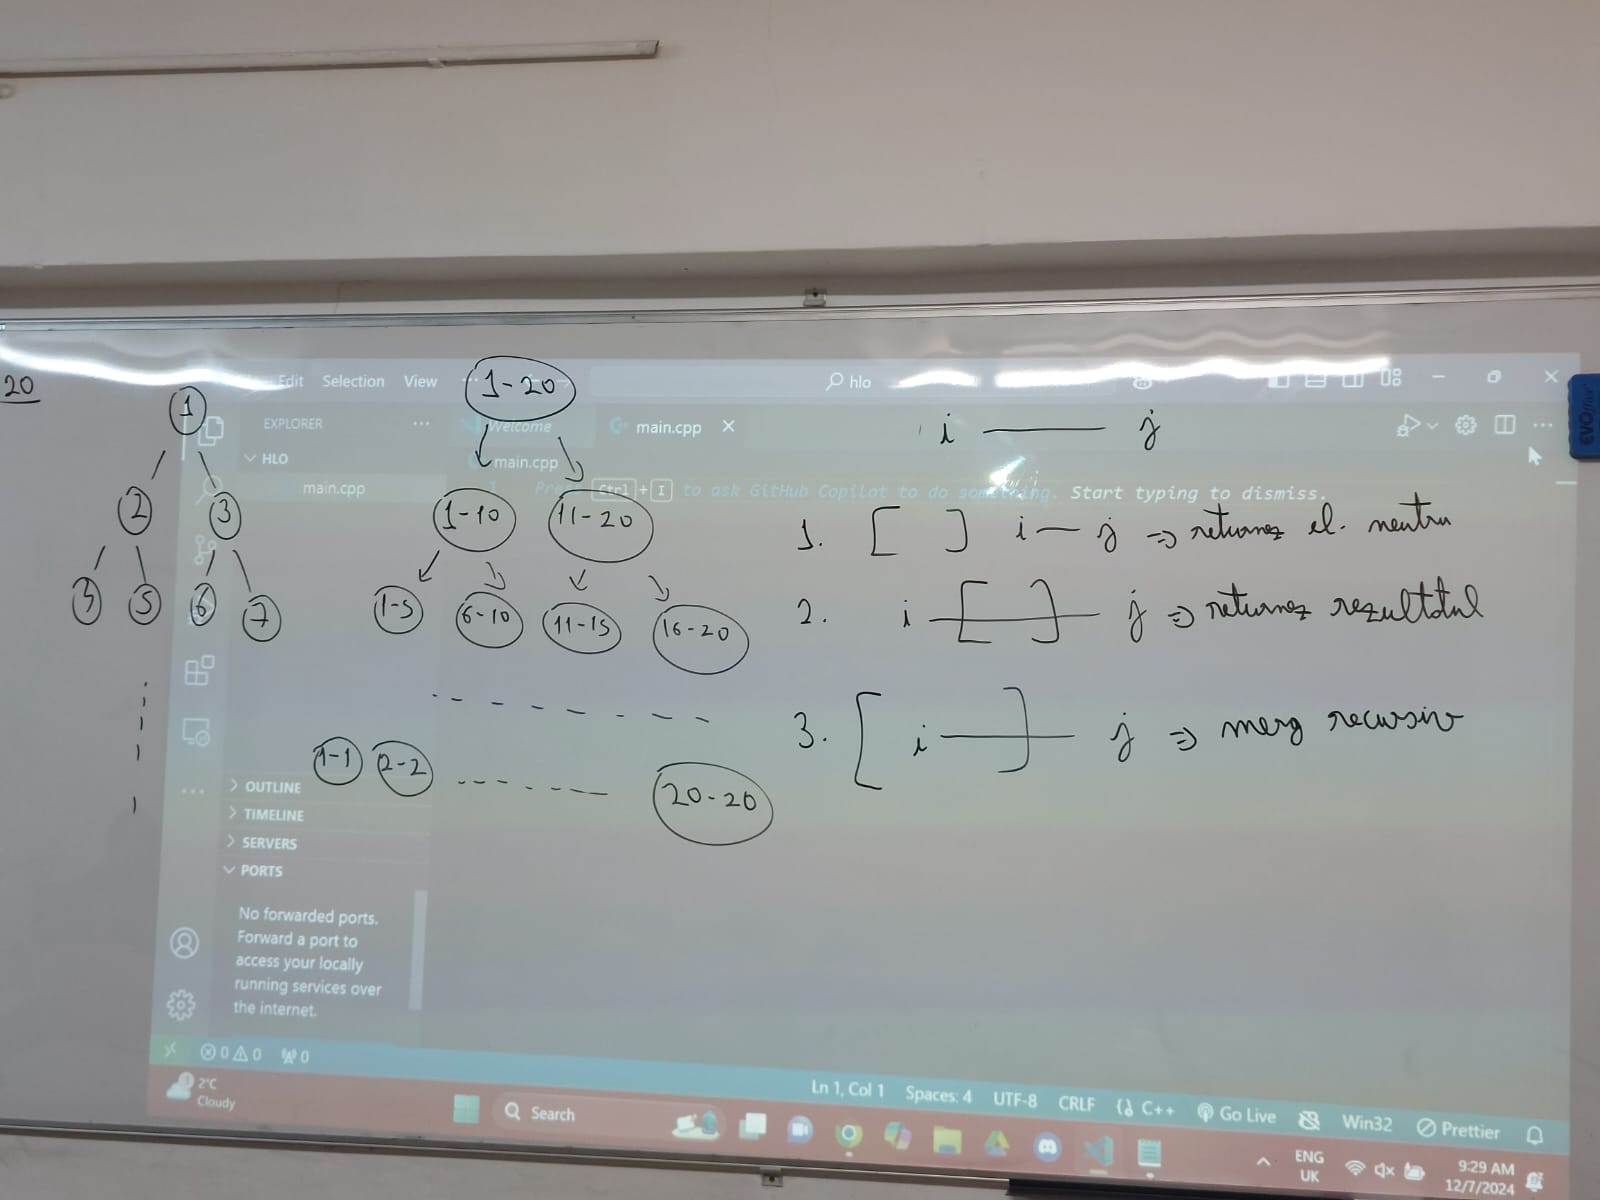 20
Edit Selection View
1-20
hlo
1
EXPLORER ...
Welcome
main.cpp
i — j
HLO
main.cpp
main.cpp
1 Press Ctrl + I to ask GitHub Copilot to do something. Start typing to dismiss.
2 3
1-10 11-20
1. [ ] i — j => returnez el. neutru
4 5 6 7
1-5 6-10 11-15 16-20
2. i —[—]— j => returnez rezultatul
3. [ i —]— j => merg recursiv
1-1 2-2 20-20
OUTLINE
TIMELINE
SERVERS
PORTS
No forwarded ports.
Forward a port to
access your locally
running services over
the internet.
0 0 0
Ln 1, Col 1 Spaces: 4 UTF-8 CRLF {} C++ Go Live Win32 Prettier
1
2°C
Cloudy
Search
ENG
UK
9:29 AM
12/7/2024
EVOffice